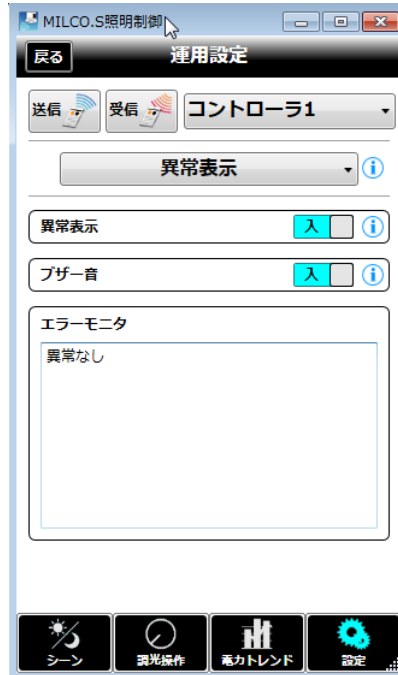 MILCO.S照明制御
戻る 運用設定
送信 受信 コントローラ1
異常表示
異常表示 入
ブザー音 入
エラーモニタ
異常なし
シーン 調光操作 電力トレンド 設定